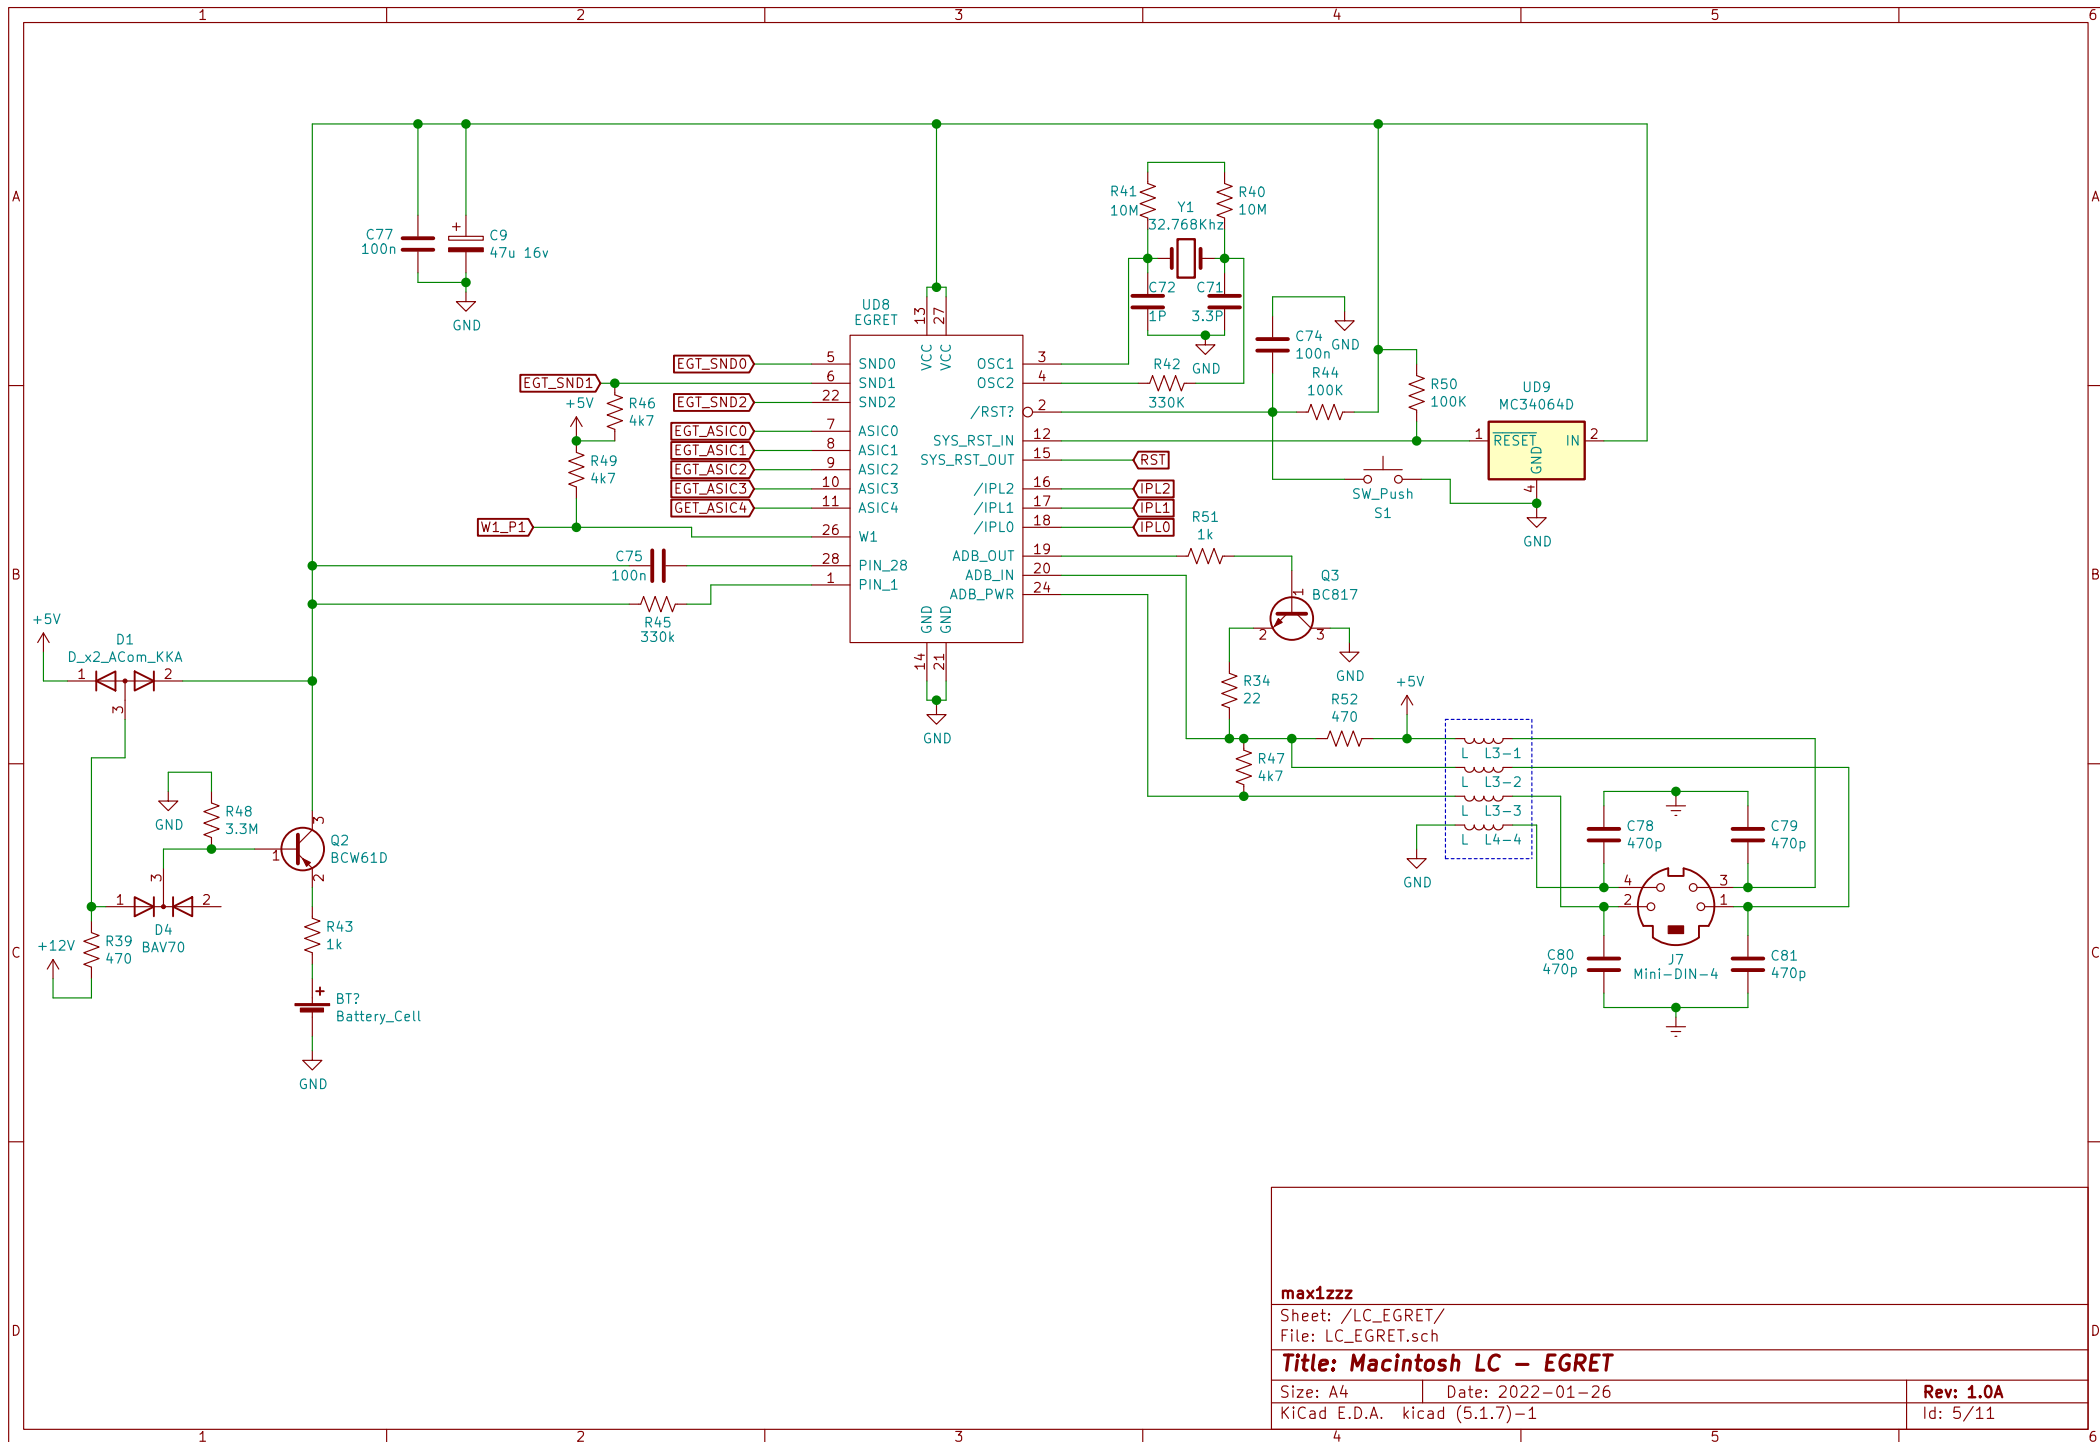 1 2 3 4 5 6
A A
B B
C C
D D
1 2 3 4 5 6
C77
100n
+
C9
47u 16v
GND
UD8
EGRET
13
27
VCC
VCC
EGT_SND0
5
SND0
EGT_SND1
6
SND1
EGT_SND2
22
SND2
+5V
R46
4k7
R49
4k7
EGT_ASIC0
7
ASIC0
EGT_ASIC1
8
ASIC1
EGT_ASIC2
9
ASIC2
EGT_ASIC3
10
ASIC3
GET_ASIC4
11
ASIC4
W1_P1
26
W1
C75
100n
28
PIN_28
1
PIN_1
R45
330k
GND
GND
14
21
GND
OSC1
3
OSC2
4
/RST?
2
SYS_RST_IN
12
SYS_RST_OUT
15
RST
/IPL2
16
IPL2
/IPL1
17
IPL1
/IPL0
18
IPL0
ADB_OUT
19
ADB_IN
20
ADB_PWR
24
R41
10M
R40
10M
Y1
32.768Khz
C72
1P
C71
3.3P
GND
R42
330K
C74
100n
GND
R44
100K
R50
100K
UD9
MC34064D
1
RESET
IN
2
GND
4
GND
SW_Push
S1
R51
1k
Q3
BC817
1
2
3
GND
R34
22
R52
470
+5V
R47
4k7
L L3-1
L L3-2
L L3-3
L L4-4
GND
C78
470p
C79
470p
4
3
2
1
C80
470p
J7
Mini-DIN-4
C81
470p
+5V
D1
D_x2_ACom_KKA
1
2
3
GND
R48
3.3M
3
Q2
BCW61D
1
2
3
1
2
D4
BAV70
+12V
R39
470
R43
1k
+
BT?
Battery_Cell
GND
max1zzz
Sheet: /LC_EGRET/
File: LC_EGRET.sch
Title: Macintosh LC - EGRET
Size: A4 Date: 2022-01-26 Rev: 1.0A
KiCad E.D.A. kicad (5.1.7)-1 Id: 5/11